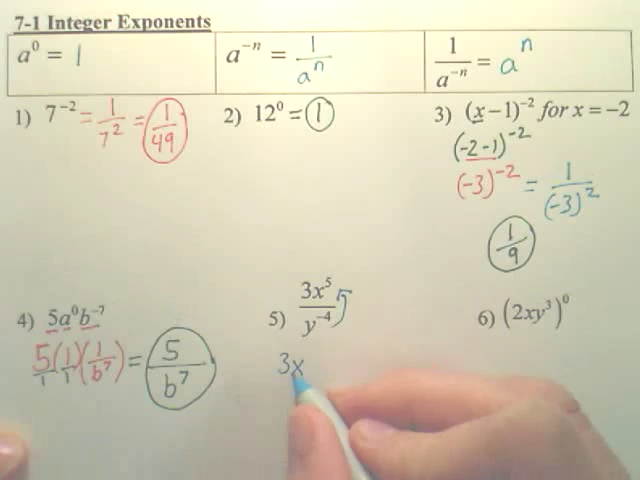 7-1 Integer Exponents
a⁰ = 1
a⁻ⁿ = 1/aⁿ
1/a⁻ⁿ = aⁿ
1) 7⁻² = 1/7² = 1/49
2) 12⁰ = 1
3) (x – 1)⁻² for x = –2
(-2-1)⁻²
(-3)⁻² = 1/(-3)²
1/9
4) 5a⁰b⁻⁷
5/1 (1/1)(1/b⁷) = 5/b⁷
5) 3x⁵/y⁻⁴
3x
6) (2xy³)⁰